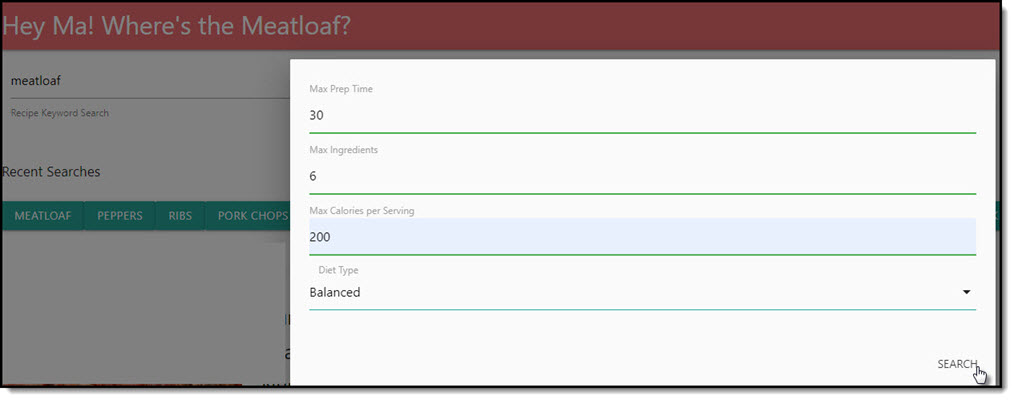 Hey Ma! Where's the Meatloaf?
meatloaf
Recipe Keyword Search
Recent Searches
MEATLOAF PEPPERS RIBS PORK CHOPS
Max Prep Time
30
Max Ingredients
6
Max Calories per Serving
200
Diet Type
Balanced
SEARCH